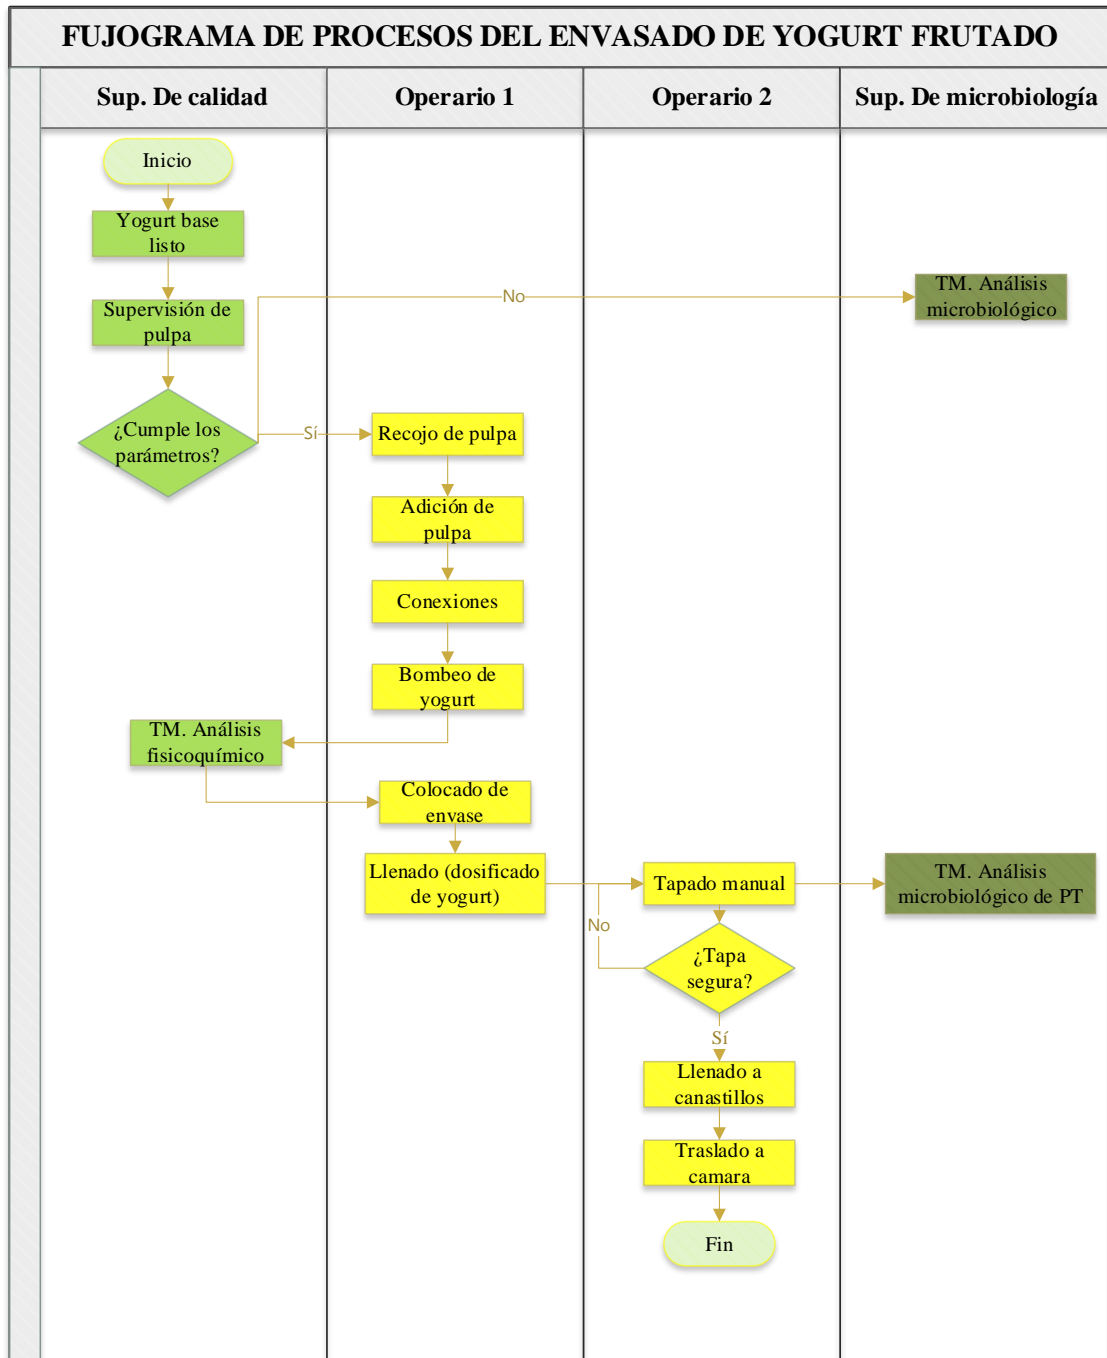 FUJOGRAMA DE PROCESOS DEL ENVASADO DE YOGURT FRUTADO
Sup. De calidad
Operario 1
Operario 2
Sup. De microbiología
Inicio
Yogurt base
listo
Supervisión de
pulpa
No
TM. Análisis
microbiológico
¿Cumple los
parámetros?
Sí
Recojo de pulpa
Adición de
pulpa
Conexiones
Bombeo de
yogurt
TM. Análisis
fisicoquímico
Colocado de
envase
Llenado (dosificado
de yogurt)
Tapado manual
TM. Análisis
microbiológico de PT
No
¿Tapa
segura?
Sí
Llenado a
canastillos
Traslado a
camara
Fin